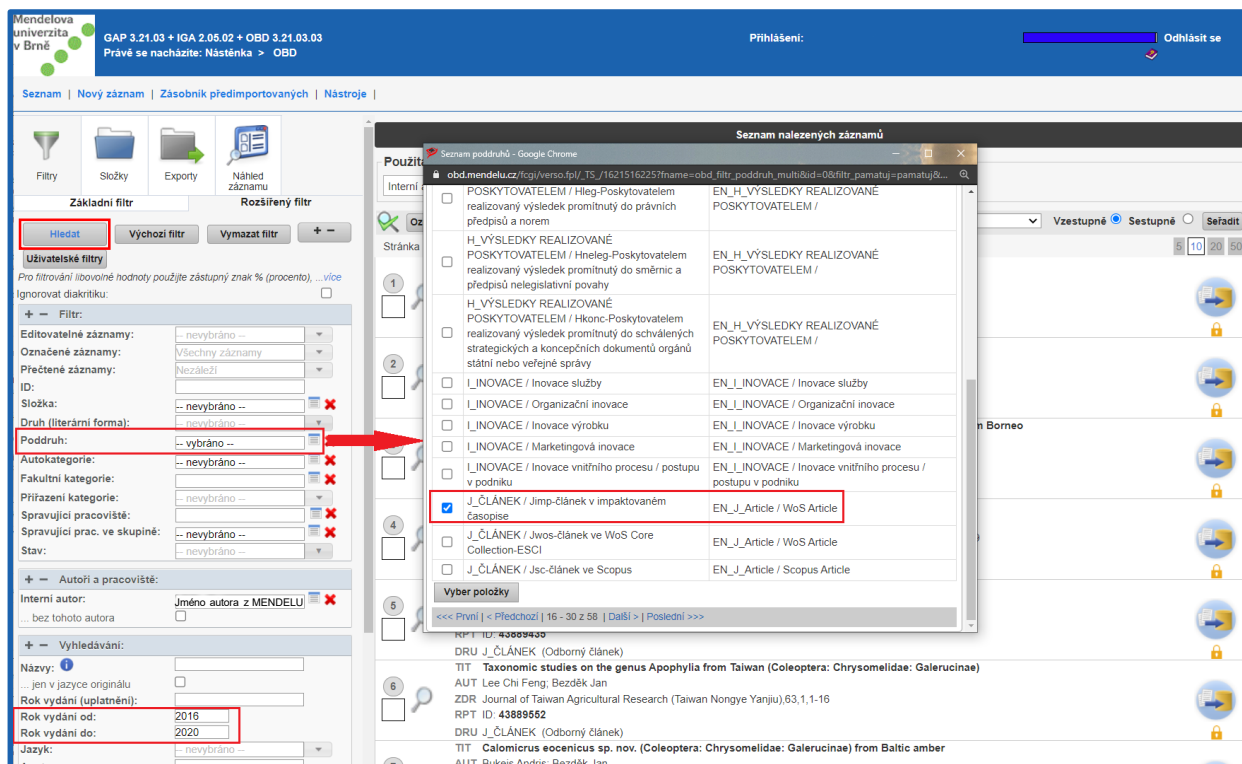 Mendelova
univerzita
v Brně
GAP 3.21.03 + IGA 2.05.02 + OBD 3.21.03.03
Právě se nacházíte: Nástěnka > OBD
Přihlášení:
Odhlásit se
Seznam | Nový záznam | Zásobník předimportovaných | Nástroje |
Filtry
Složky
Exporty
Náhled
záznamu
Základní filtr
Rozšířený filtr
Hledat
Výchozí filtr
Vymazat filtr
+ −
Uživatelské filtry
Pro filtrování libovolné hodnoty použijte zástupný znak % (procento), ...více
Ignorovat diakritiku:
+ − Filtr:
Editovatelné záznamy: -- nevybráno --
Označené záznamy: Všechny záznamy
Přečtené záznamy: Nezáleží
ID:
Složka: -- nevybráno --
Druh (literární forma): -- nevybráno --
Poddruh: -- vybráno --
Autokategorie: -- nevybráno --
Fakultní kategorie:
Přiřazení kategorie: -- nevybráno --
Spravující pracoviště:
Spravující prac. ve skupině: -- nevybráno --
Stav: -- nevybráno --
+ − Autoři a pracoviště:
Interní autor: Jméno autora z MENDELU
... bez tohoto autora
+ − Vyhledávání:
Názvy:
... jen v jazyce originálu
Rok vydání (uplatnění):
Rok vydání od: 2016
Rok vydání do: 2020
Jazyk: -- nevybráno --
Seznam nalezených záznamů
Použit
Interní
Oz
Vzestupně
Sestupně
Seřadit
Stránka
5 10 20 50
Seznam poddruhů - Google Chrome
obd.mendelu.cz/fcgi/verso.fpl/_TS_/1621516225?fname=obd_filtr_poddruh_multi&id=0&filtr_pamatuj=pamatuj&...
POSKYTOVATELEM / Hleg-Poskytovatelem
realizovaný výsledek promítnutý do právních
předpisů a norem
EN_H_VÝSLEDKY REALIZOVANÉ
POSKYTOVATELEM /
H_VÝSLEDKY REALIZOVANÉ
POSKYTOVATELEM / Hneleg-Poskytovatelem
realizovaný výsledek promítnutý do směrnic a
předpisů nelegislativní povahy
EN_H_VÝSLEDKY REALIZOVANÉ
POSKYTOVATELEM /
H_VÝSLEDKY REALIZOVANÉ
POSKYTOVATELEM / Hkonc-Poskytovatelem
realizovaný výsledek promítnutý do schválených
strategických a koncepčních dokumentů orgánů
státní nebo veřejné správy
EN_H_VÝSLEDKY REALIZOVANÉ
POSKYTOVATELEM /
I_INOVACE / Inovace služby
EN_I_INOVACE / Inovace služby
I_INOVACE / Organizační inovace
EN_I_INOVACE / Organizační inovace
I_INOVACE / Inovace výrobku
EN_I_INOVACE / Inovace výrobku
I_INOVACE / Marketingová inovace
EN_I_INOVACE / Marketingová inovace
I_INOVACE / Inovace vnitřního procesu / postupu
v podniku
EN_I_INOVACE / Inovace vnitřního procesu /
postupu v podniku
J_ČLÁNEK / Jimp-článek v impaktovaném
časopise
EN_J_Article / WoS Article
J_ČLÁNEK / Jwos-článek ve WoS Core
Collection-ESCI
EN_J_Article / WoS Article
J_ČLÁNEK / Jsc-článek ve Scopus
EN_J_Article / Scopus Article
Vyber položky
<<< První | < Předchozí | 16 - 30 z 58 | Další > | Poslední >>>
1
2
m Borneo
4
5
RPT ID: 43889435
DRU J_ČLÁNEK (Odborný článek)
6
TIT Taxonomic studies on the genus Apophylia from Taiwan (Coleoptera: Chrysomelidae: Galerucinae)
AUT Lee Chi Feng; Bezděk Jan
ZDR Journal of Taiwan Agricultural Research (Taiwan Nongye Yanjiu),63,1,1-16
RPT ID: 43889552
DRU J_ČLÁNEK (Odborný článek)
TIT Calomicrus eocenicus sp. nov. (Coleoptera: Chrysomelidae: Galerucinae) from Baltic amber
AUT Bukejs Andris; Bezděk Jan